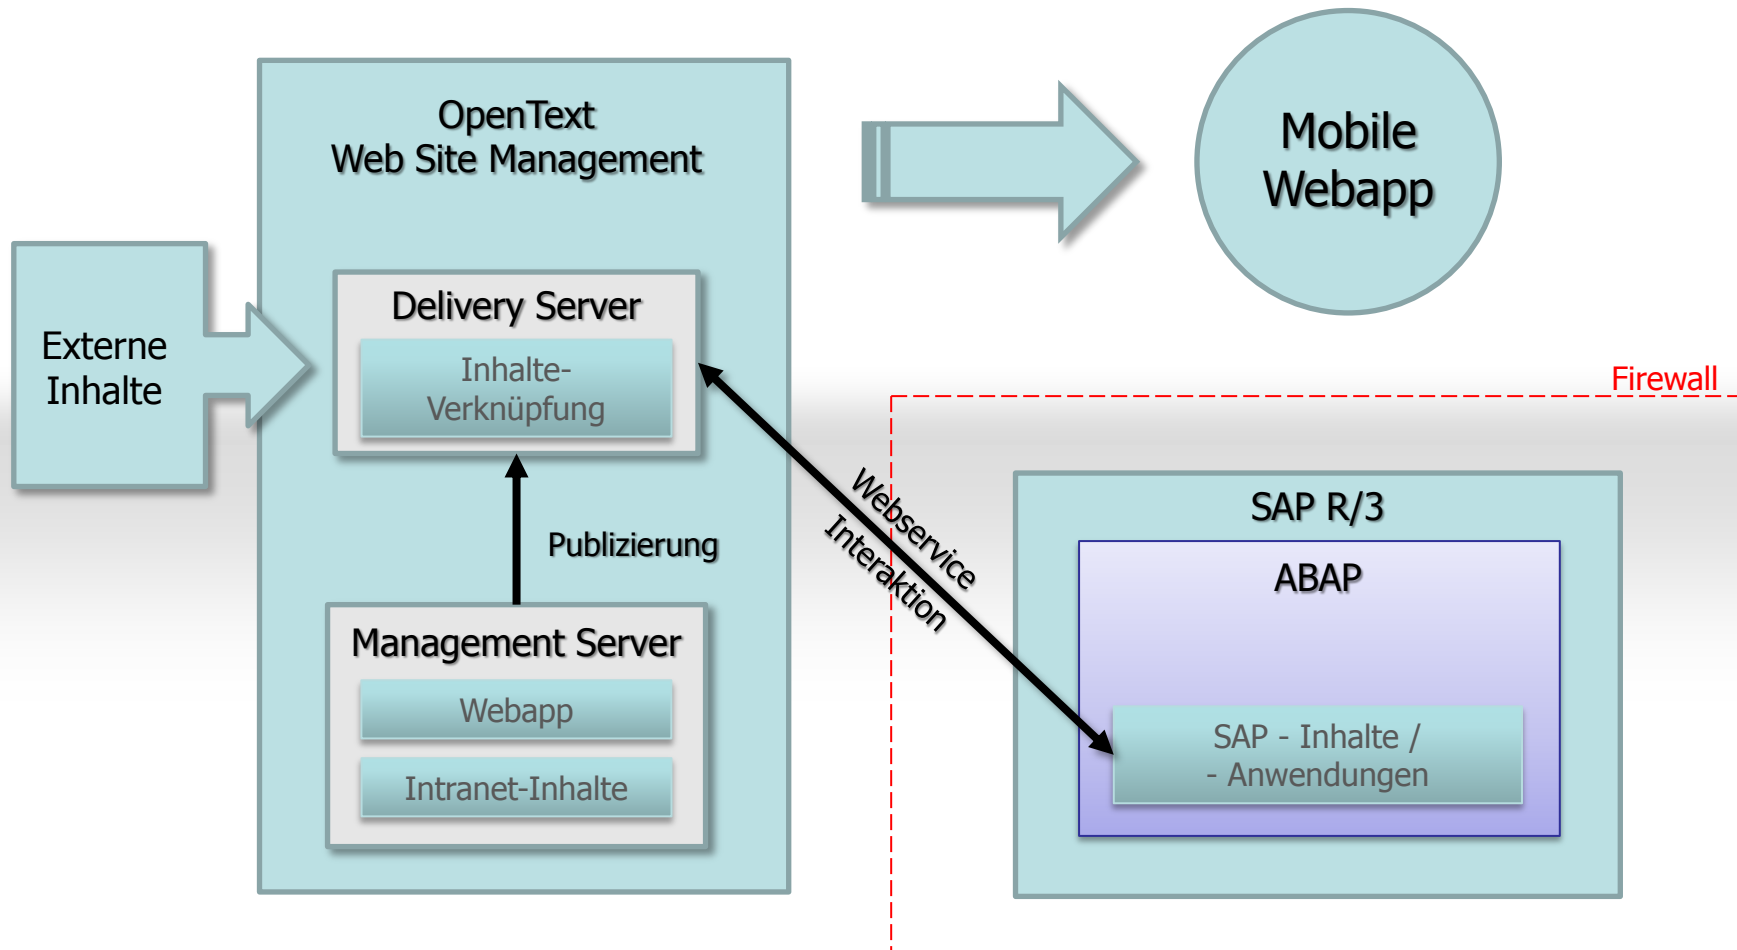 OpenText
Web Site Management
Mobile
Webapp
Externe
Inhalte
Delivery Server
Inhalte-
Verknüpfung
Firewall
Publizierung
Webservice
Interaktion
SAP R/3
ABAP
Management Server
Webapp
Intranet-Inhalte
SAP - Inhalte /
- Anwendungen